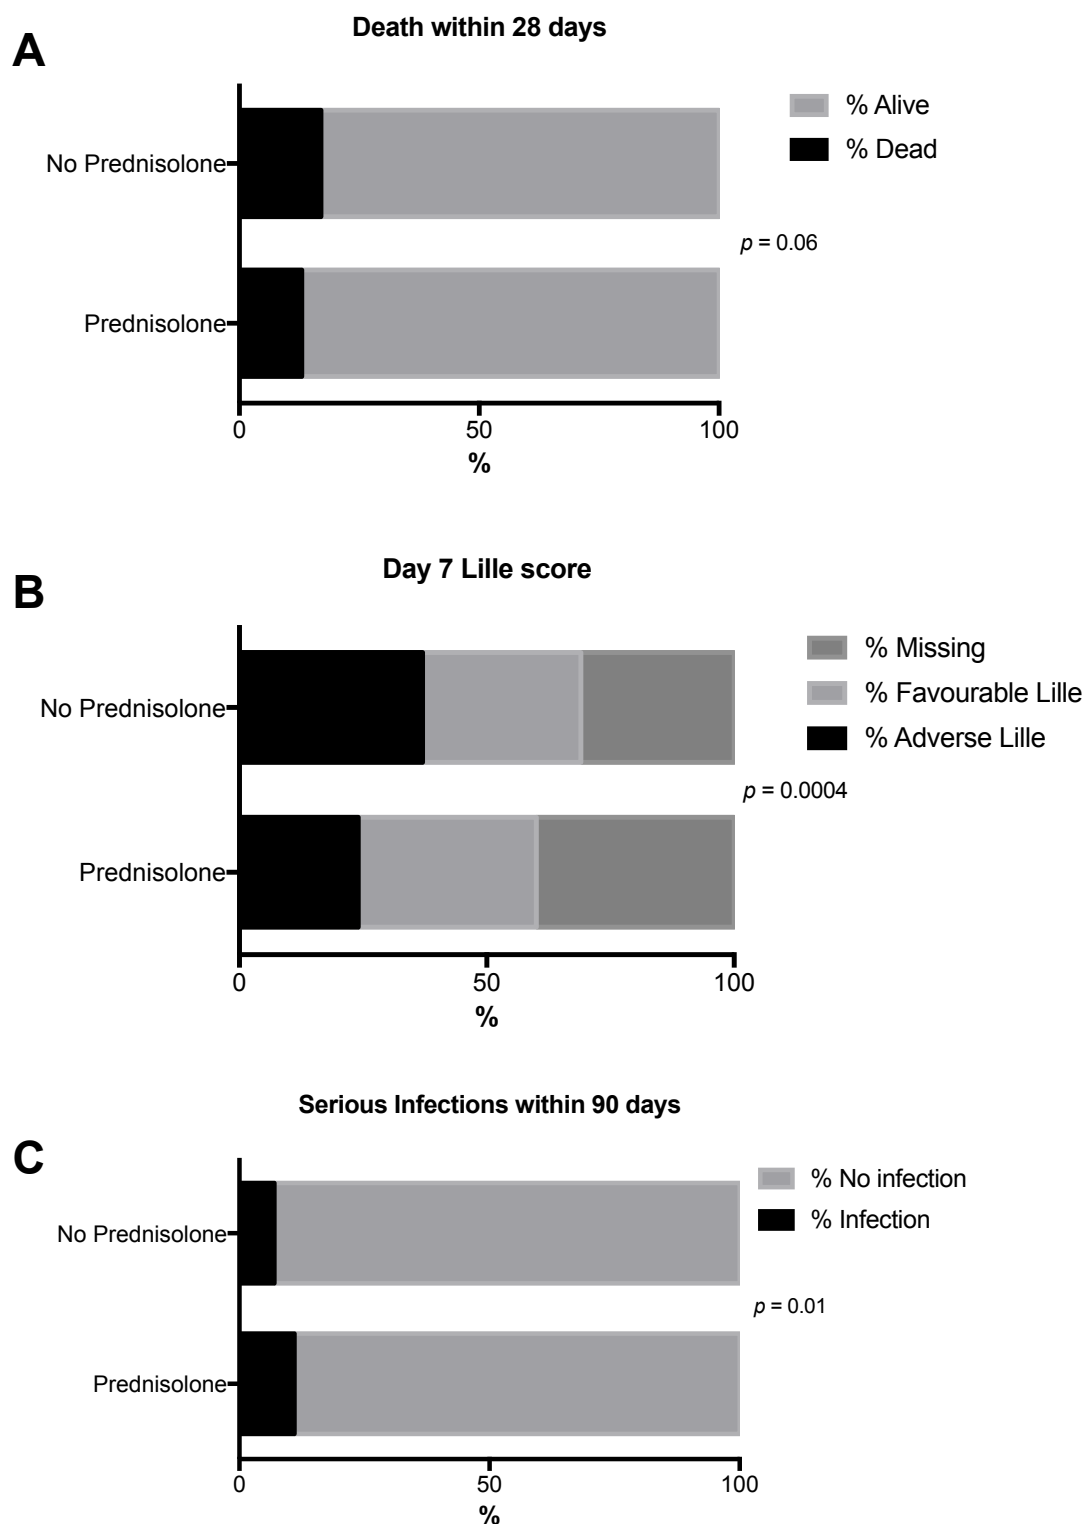 A
Death within 28 days
% Alive
% Dead
No Prednisolone
p = 0.06
Prednisolone
0 50 100
%
B
Day 7 Lille score
% Missing
% Favourable Lille
% Adverse Lille
No Prednisolone
p = 0.0004
Prednisolone
0 50 100
%
Serious Infections within 90 days
C
% No infection
% Infection
No Prednisolone
p = 0.01
Prednisolone
0 50 100
%